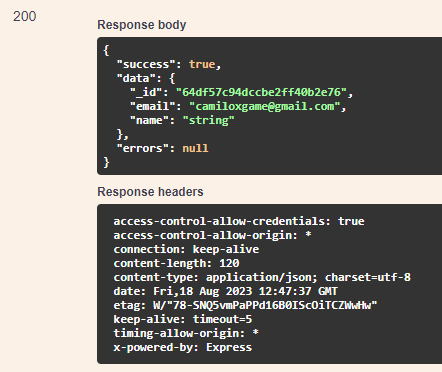 200
Response body
{
"success": true,
"data": {
"_id": "64df57c94dccbe2ff40b2e76",
"email": "camiloxgame@gmail.com",
"name": "string"
},
"errors": null
}
Response headers
access-control-allow-credentials: true
access-control-allow-origin: *
connection: keep-alive
content-length: 120
content-type: application/json; charset=utf-8
date: Fri,18 Aug 2023 12:47:37 GMT
etag: W/"78-SNQ5vmPaPPd16B0IScOiTCZWwHw"
keep-alive: timeout=5
timing-allow-origin: *
x-powered-by: Express